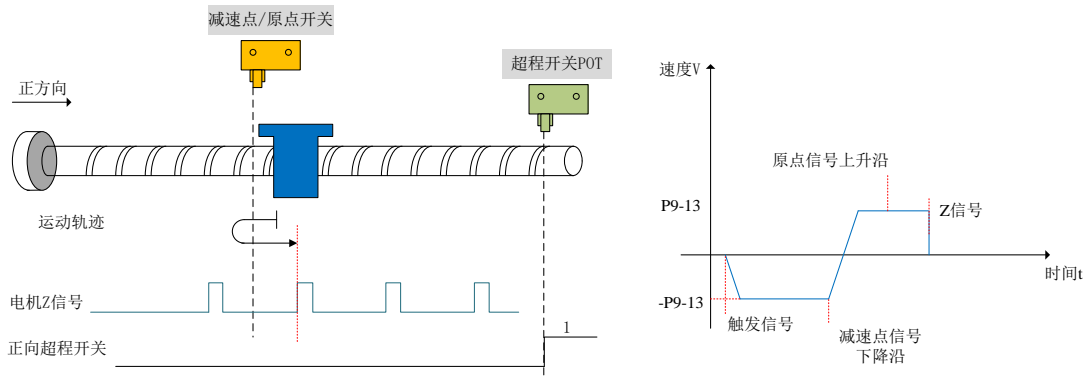 减速点/原点开关
超程开关POT
正方向
运动轨迹
电机Z信号
正向超程开关
1
速度V
原点信号上升沿
P9-13
Z信号
时间t
-P9-13
触发信号
减速点信号
下降沿